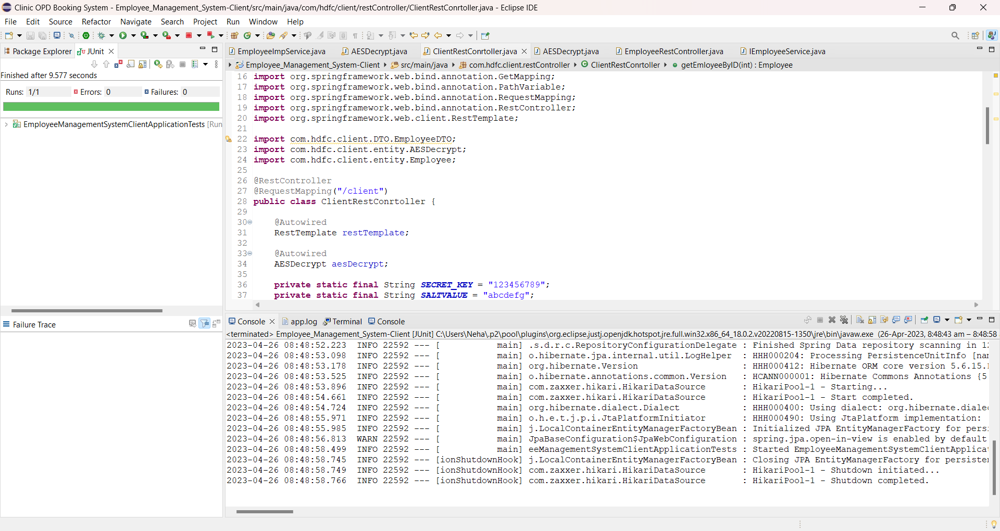 Clinic OPD Booking System - Employee_Management_System-Client/src/main/java/com/hdfc/client/restController/ClientRestConrtoller.java - Eclipse IDE
File Edit Source Refactor Navigate Search Project Run Window Help
Package Explorer JUnit
Finished after 9.577 seconds
Runs: 1/1 Errors: 0 Failures: 0
EmployeeManagementSystemClientApplicationTests [Run
Failure Trace
EmployeeImpService.java AESDecrypt.java ClientRestConrtoller.java AESDecrypt.java EmployeeRestController.java IEmployeeService.java
Employee_Management_System-Client src/main/java com.hdfc.client.restController ClientRestConrtoller getEmloyeeByID(int) : Employee
16 import org.springframework.web.bind.annotation.GetMapping;
17 import org.springframework.web.bind.annotation.PathVariable;
18 import org.springframework.web.bind.annotation.RequestMapping;
19 import org.springframework.web.bind.annotation.RestController;
20 import org.springframework.web.client.RestTemplate;
21
22 import com.hdfc.client.DTO.EmployeeDTO;
23 import com.hdfc.client.entity.AESDecrypt;
24 import com.hdfc.client.entity.Employee;
25
26 @RestController
27 @RequestMapping("/client")
28 public class ClientRestConrtoller {
29
30 @Autowired
31 RestTemplate restTemplate;
32
33 @Autowired
34 AESDecrypt aesDecrypt;
35
36 private static final String SECRET_KEY = "123456789";
37 private static final String SALTVALUE = "abcdefg";
Console app.log Terminal Console
<terminated> Employee_Management_System-Client [JUnit] C:\Users\Neha\.p2\pool\plugins\org.eclipse.justj.openjdk.hotspot.jre.full.win32.x86_64_18.0.2.v20220815-1350\jre\bin\javaw.exe (26-Apr-2023, 8:48:43 am – 8:48:58
2023-04-26 08:48:52.223 INFO 22592 --- [ main] .s.d.r.c.RepositoryConfigurationDelegate : Finished Spring Data repository scanning in
2023-04-26 08:48:53.098 INFO 22592 --- [ main] o.hibernate.jpa.internal.util.LogHelper : HHH000204: Processing PersistenceUnitInfo
2023-04-26 08:48:53.178 INFO 22592 --- [ main] org.hibernate.Version : HHH000412: Hibernate ORM core version 5.6.15.
2023-04-26 08:48:53.525 INFO 22592 --- [ main] o.hibernate.annotations.common.Version : HCANN000001: Hibernate Commons Annotations {5
2023-04-26 08:48:53.896 INFO 22592 --- [ main] com.zaxxer.hikari.HikariDataSource : HikariPool-1 - Starting...
2023-04-26 08:48:54.661 INFO 22592 --- [ main] com.zaxxer.hikari.HikariDataSource : HikariPool-1 - Start completed.
2023-04-26 08:48:54.724 INFO 22592 --- [ main] org.hibernate.dialect.Dialect : HHH000400: Using dialect: org.hibernate.diale
2023-04-26 08:48:55.971 INFO 22592 --- [ main] o.h.e.t.j.p.i.JtaPlatformInitiator : HHH000490: Using JtaPlatform implementation:
2023-04-26 08:48:55.985 INFO 22592 --- [ main] j.LocalContainerEntityManagerFactoryBean : Initialized JPA EntityManagerFactory for pers
2023-04-26 08:48:56.813 WARN 22592 --- [ main] JpaBaseConfiguration$JpaWebConfiguration : spring.jpa.open-in-view is enabled by default
2023-04-26 08:48:58.499 INFO 22592 --- [ main] eeManagementSystemClientApplicationTests : Started EmployeeManagementSystemClientApplica
2023-04-26 08:48:58.745 INFO 22592 --- [ionShutdownHook] j.LocalContainerEntityManagerFactoryBean : Closing JPA EntityManagerFactory for persiste
2023-04-26 08:48:58.749 INFO 22592 --- [ionShutdownHook] com.zaxxer.hikari.HikariDataSource : HikariPool-1 - Shutdown initiated...
2023-04-26 08:48:58.766 INFO 22592 --- [ionShutdownHook] com.zaxxer.hikari.HikariDataSource : HikariPool-1 - Shutdown completed.